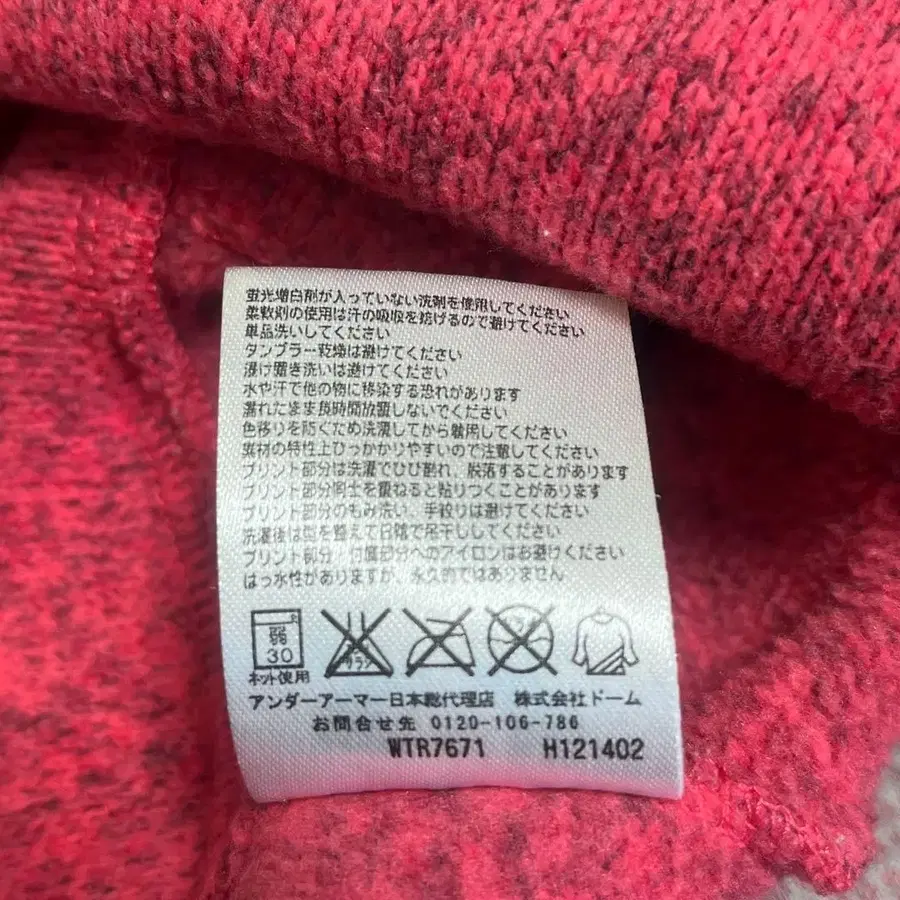 蛍光増白剤が入っていない洗剤を使用してください
柔軟剤の使用は汗の吸収を妨げるので避けてください
単品洗いしてください
タンブラー乾燥は避けてください
浸け置き洗いは避けてください
水や汗で他の物に移染する恐れがあります
濡れたまま長時間放置しないでください
色移りを防ぐため洗濯してから着用してください
素材の特性上ひっかかりやすいので注意してください
プリント部分は洗濯でひび割れ、脱落することがあります
プリント部分同士を重ねると貼りつくことがあります
プリント部分のもみ洗い、手絞りは避けてください
洗濯後は型を整えて日陰で吊干ししてください
プリント部分・付属部分へのアイロンはお避けください
はっ水性がありますが、永久的ではありません
弱
30
ネット使用
アンダーアーマー日本総代理店 株式会社ドーム
お問合せ先 0120-106-786
WTR7671 H121402